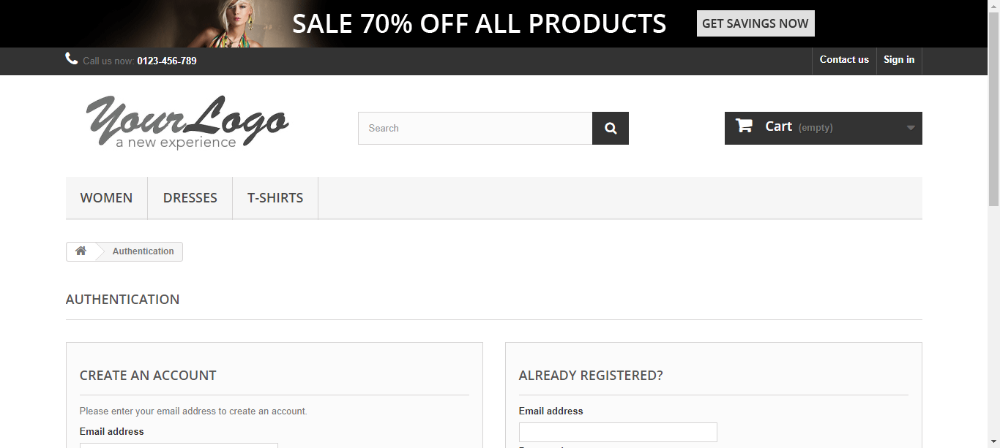 SALE 70% OFF ALL PRODUCTS GET SAVINGS NOW
Call us now: 0123-456-789 Contact us Sign in
YourLogo
a new experience
Search
Cart (empty)
WOMEN DRESSES T-SHIRTS
Authentication
AUTHENTICATION
CREATE AN ACCOUNT
Please enter your email address to create an account.
Email address
ALREADY REGISTERED?
Email address